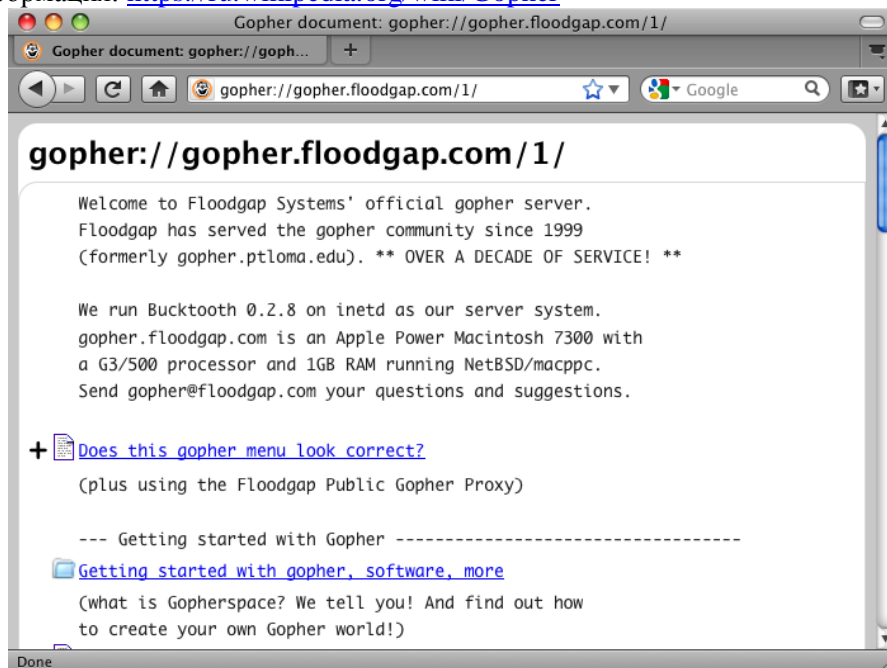 Gopher document: gopher://gopher.floodgap.com/1/
Gopher document: gopher://goph...
gopher://gopher.floodgap.com/1/
Google
gopher://gopher.floodgap.com/1/
Welcome to Floodgap Systems' official gopher server.
Floodgap has served the gopher community since 1999
(formerly gopher.ptloma.edu). ** OVER A DECADE OF SERVICE! **
We run Bucktooth 0.2.8 on inetd as our server system.
gopher.floodgap.com is an Apple Power Macintosh 7300 with
a G3/500 processor and 1GB RAM running NetBSD/macppc.
Send gopher@floodgap.com your questions and suggestions.
Does this gopher menu look correct?
(plus using the Floodgap Public Gopher Proxy)
--- Getting started with Gopher -----------------------------------
Getting started with gopher, software, more
(what is Gopherspace? We tell you! And find out how
to create your own Gopher world!)
Done